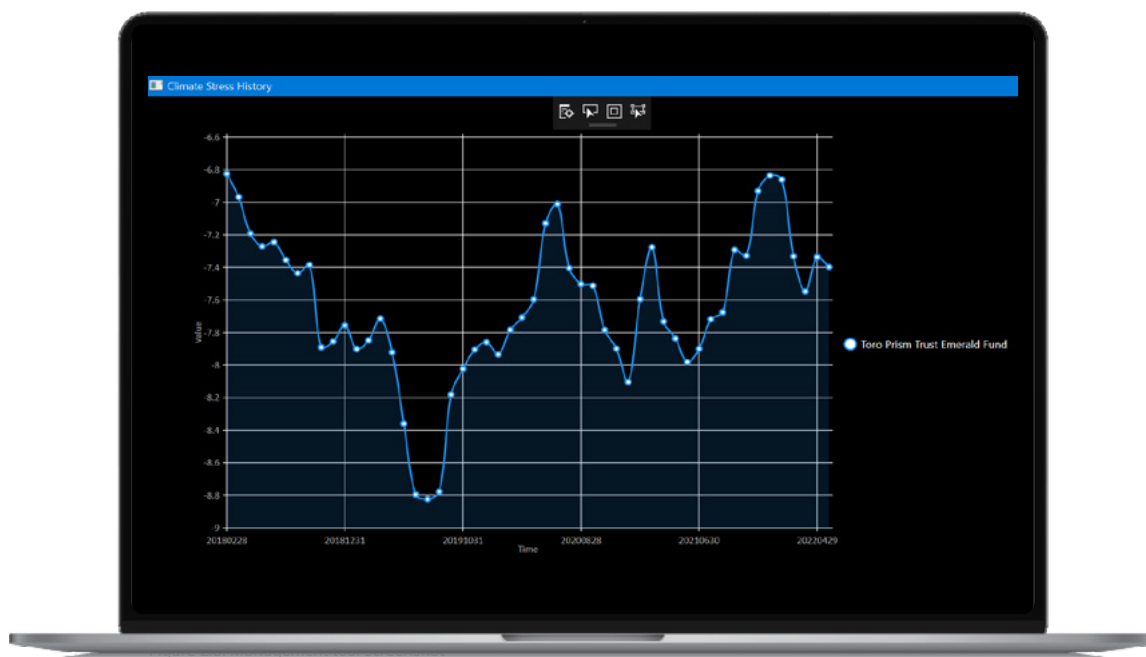 Climate Stress History
-6.6
-6.8
-7
-7.2
-7.4
-7.6
-7.8
-8
-8.2
-8.4
-8.6
-8.8
-9
Value
20180228 20181231 20191031 20200828 20210630 20220429
Time
Toro Prism Trust Emerald Fund